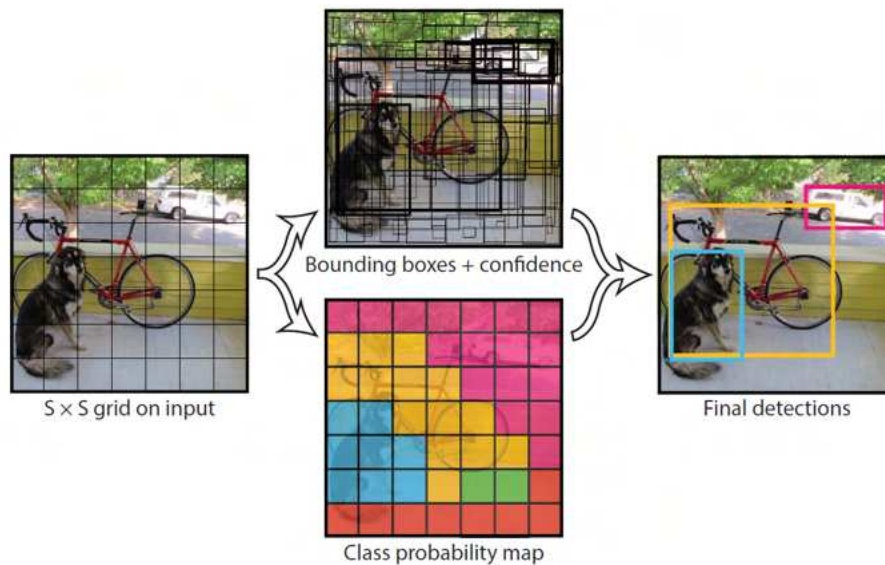 Bounding boxes + confidence
S × S grid on input
Final detections
Class probability map